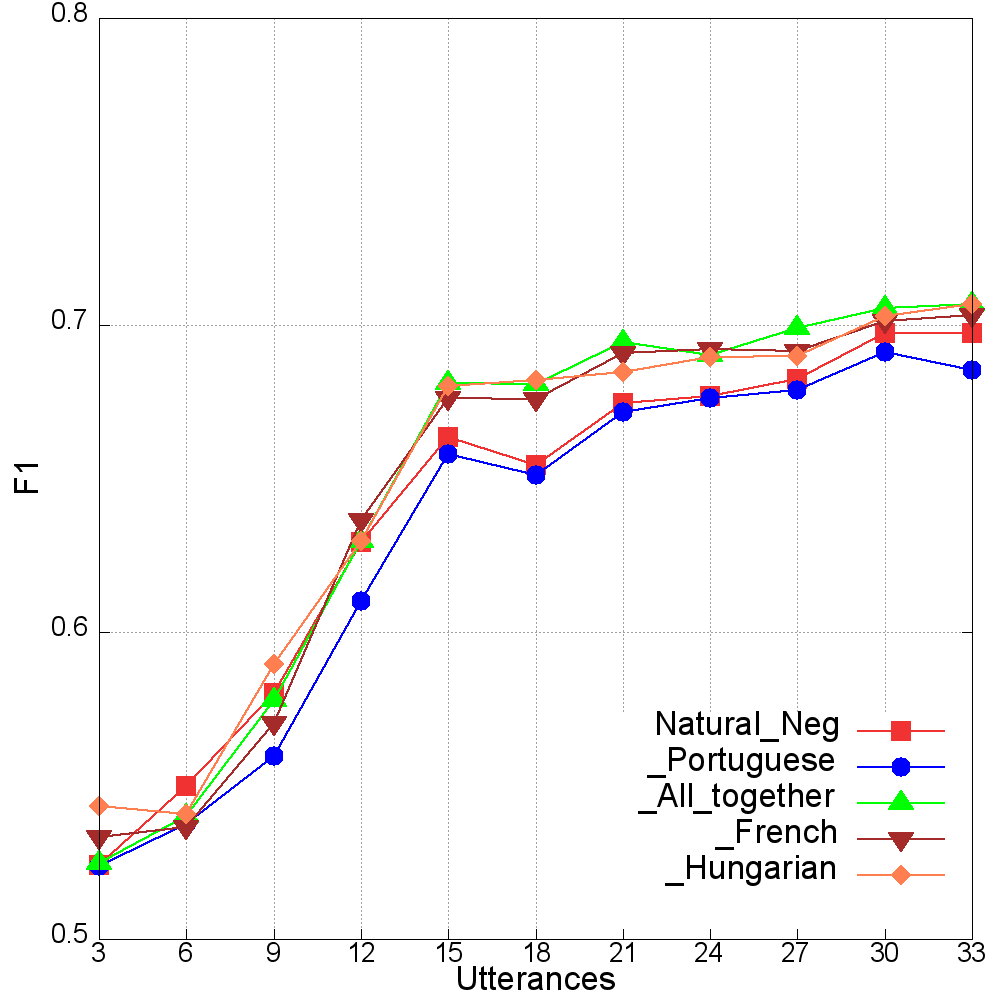 0.8
0.7
0.6
0.5
F1
3 6 9 12 15 18 21 24 27 30 33
Utterances
Natural_Neg
_Portuguese
_All_together
_French
_Hungarian